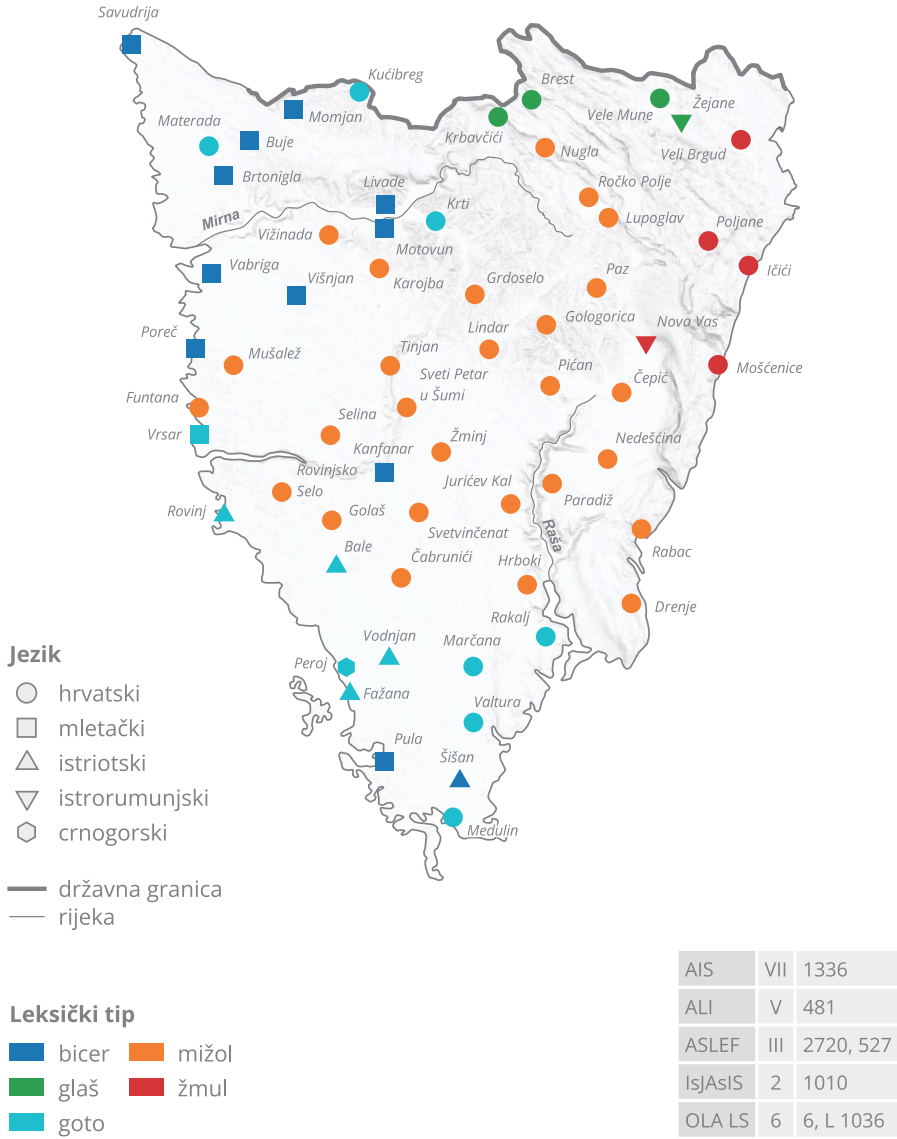 Savudrija
Kućibreg
Brest
Momjan
Vele Mune
Žejane
Materada
Buje
Krbavčići
Nugla
Veli Brgud
Brtonigla
Livade
Ročko Polje
Mirna
Krti
Lupoglav
Poljane
Vižinada
Motovun
Vabriga
Višnjan
Karojba
Grdoselo
Paz
Ičići
Poreč
Lindar
Gologorica
Nova Vas
Mušalež
Tinjan
Pićan
Čepić
Mošćenice
Sveti Petar
u Šumi
Funtana
Selina
Vrsar
Kanfanar
Žminj
Nedešćina
Rovinjsko
Selo
Jurićev Kal
Paradiž
Rovinj
Golaš
Svetvinčenat
Raša
Bale
Čabrunići
Hrboki
Rabac
Drenje
Rakalj
Vodnjan
Marčana
Peroj
Fažana
Valtura
Pula
Šišan
Medulin
Jezik
hrvatski
mletački
istriotski
istrorumunjski
crnogorski
državna granica
rijeka
Leksički tip
bicer mižol
glaš žmul
goto
AIS VII 1336
ALI V 481
ASLEF III 2720, 527
IsJAsIS 2 1010
OLA LS 6 6, L 1036